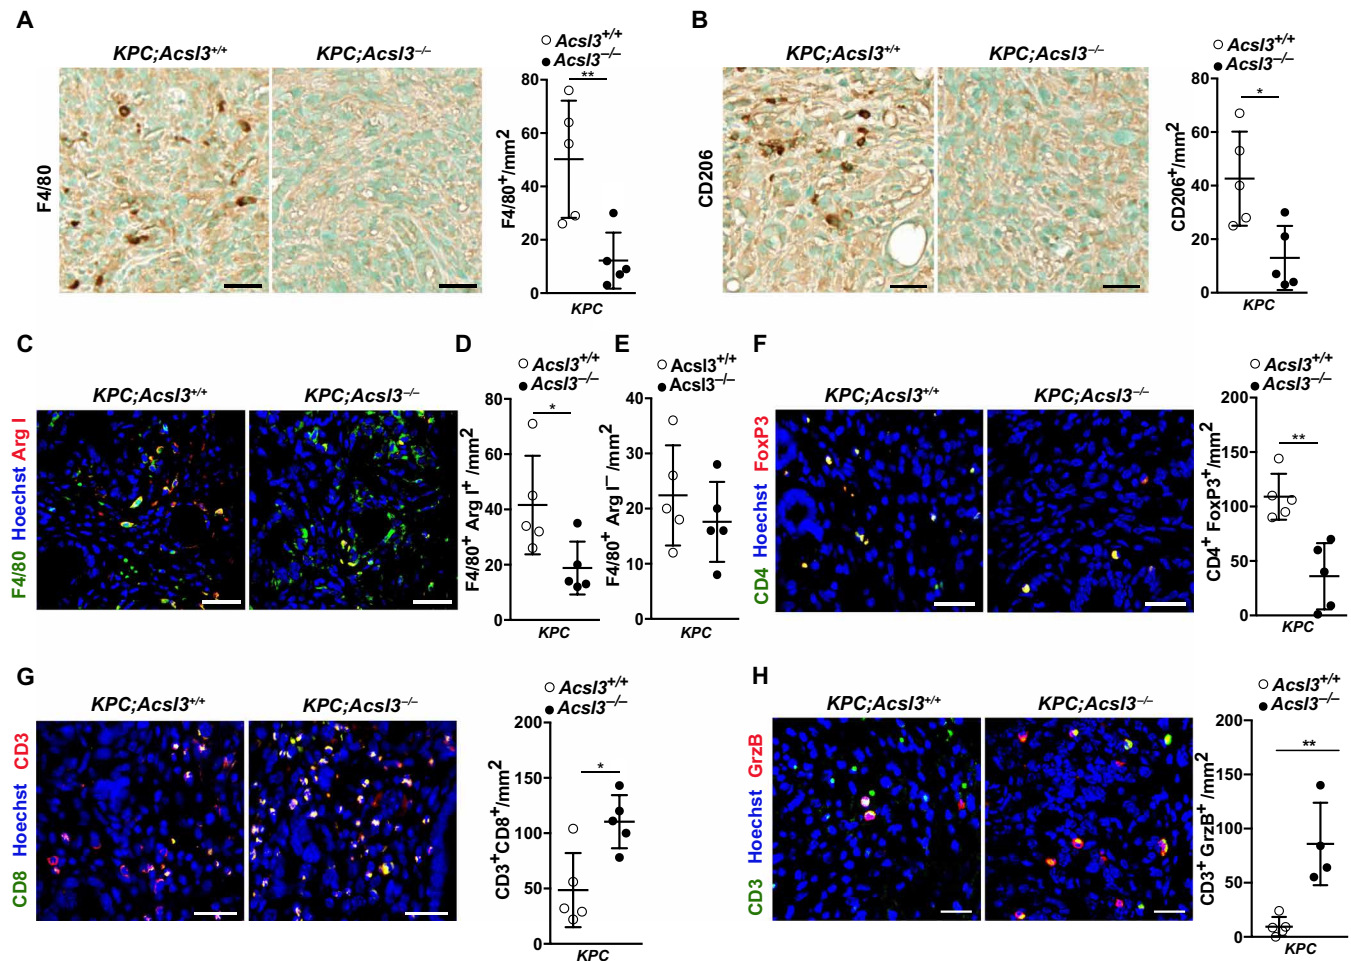 A
KPC;Acsl3+/+
KPC;Acsl3–/–
F4/80
Acsl3+/+
Acsl3–/–
F4/80+/mm2
80
60
40
20
0
**
KPC
B
KPC;Acsl3+/+
KPC;Acsl3–/–
CD206
Acsl3+/+
Acsl3–/–
CD206+/mm2
80
60
40
20
0
*
KPC
C
KPC;Acsl3+/+
KPC;Acsl3–/–
F4/80 Hoechst Arg I
D
Acsl3+/+
Acsl3–/–
F4/80+ Arg I+/mm2
80
60
40
20
0
*
KPC
E
Acsl3+/+
Acsl3–/–
F4/80+ Arg I–/mm2
40
30
20
10
0
KPC
F
KPC;Acsl3+/+
KPC;Acsl3–/–
CD4 Hoechst FoxP3
Acsl3+/+
Acsl3–/–
CD4+ FoxP3+/mm2
200
150
100
50
0
**
KPC
G
KPC;Acsl3+/+
KPC;Acsl3–/–
CD8 Hoechst CD3
Acsl3+/+
Acsl3–/–
CD3+CD8+/mm2
200
150
100
50
0
*
KPC
H
KPC;Acsl3+/+
KPC;Acsl3–/–
CD3 Hoechst GrzB
Acsl3+/+
Acsl3–/–
CD3+ GrzB+ /mm2
200
150
100
50
0
**
KPC